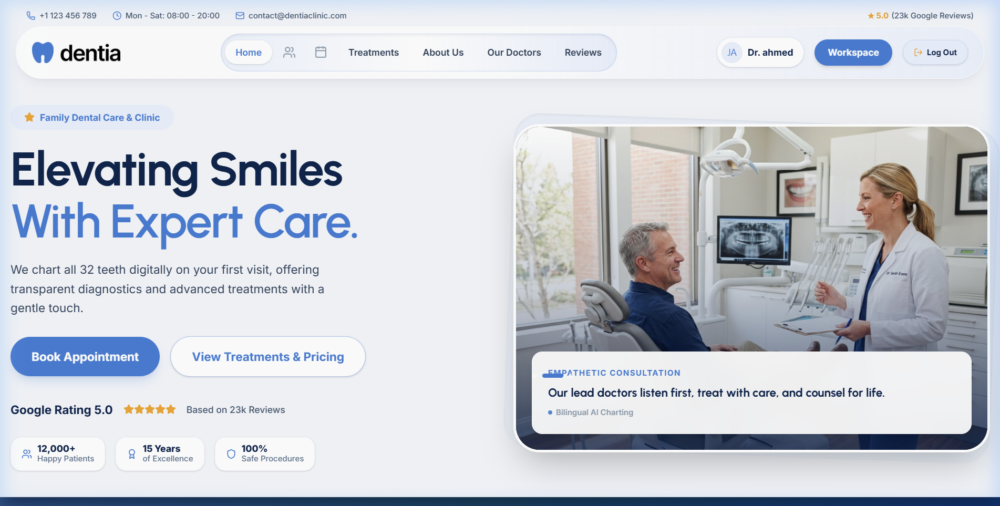 +1 123 456 789
Mon - Sat: 08:00 - 20:00
contact@dentiaclinic.com
★ 5.0 (23k Google Reviews)
dentia
Home
Treatments
About Us
Our Doctors
Reviews
JA
Dr. ahmed
Workspace
Log Out
Family Dental Care & Clinic
Elevating Smiles
With Expert Care.
We chart all 32 teeth digitally on your first visit, offering
transparent diagnostics and advanced treatments with a
gentle touch.
Book Appointment
View Treatments & Pricing
Google Rating 5.0
Based on 23k Reviews
12,000+
Happy Patients
15 Years
of Excellence
100%
Safe Procedures
Dr. Sarah Evens
EMPATHETIC CONSULTATION
Our lead doctors listen first, treat with care, and counsel for life.
Bilingual AI Charting